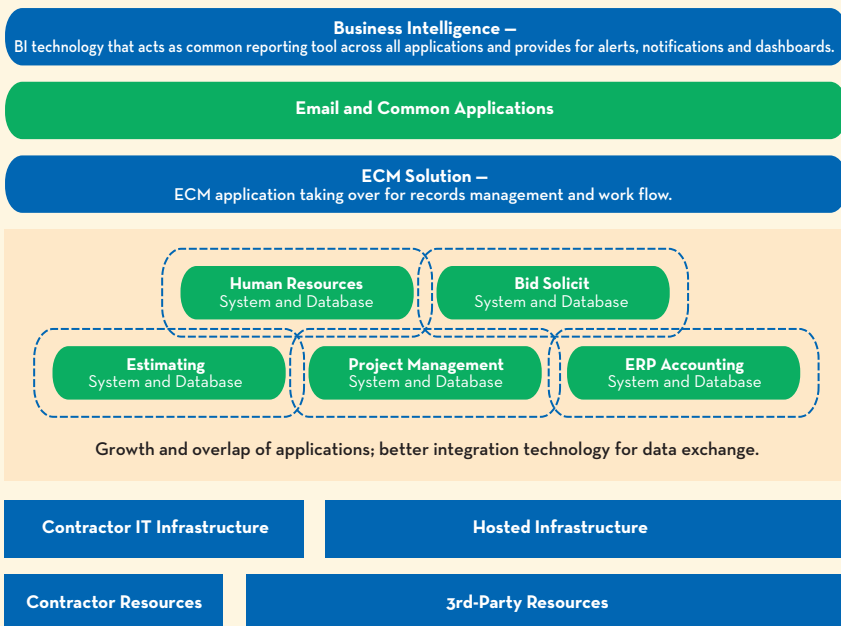 Business Intelligence —
BI technology that acts as common reporting tool across all applications and provides for alerts, notifications and dashboards.
Email and Common Applications
ECM Solution —
ECM application taking over for records management and work flow.
Human Resources
System and Database
Bid Solicit
System and Database
Estimating
System and Database
Project Management
System and Database
ERP Accounting
System and Database
Growth and overlap of applications; better integration technology for data exchange.
Contractor IT Infrastructure
Hosted Infrastructure
Contractor Resources
3rd-Party Resources